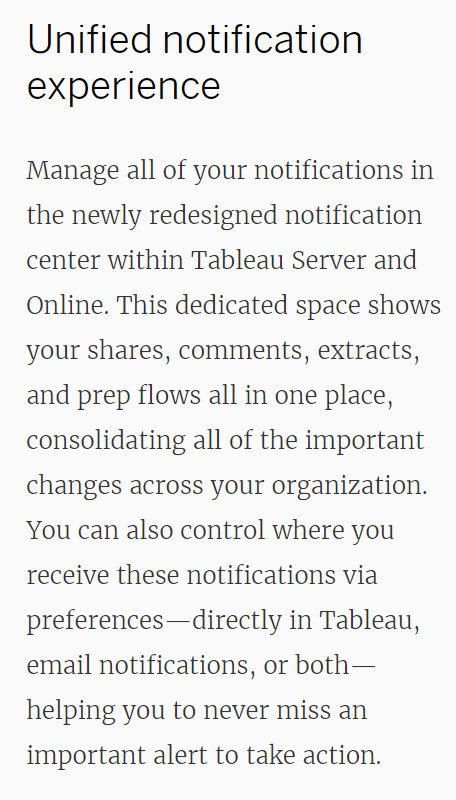 Unified notification
experience
Manage all of your notifications in
the newly redesigned notification
center within Tableau Server and
Online. This dedicated space shows
your shares, comments, extracts,
and prep flows all in one place,
consolidating all of the important
changes across your organization.
You can also control where you
receive these notifications via
preferences—directly in Tableau,
email notifications, or both—
helping you to never miss an
important alert to take action.